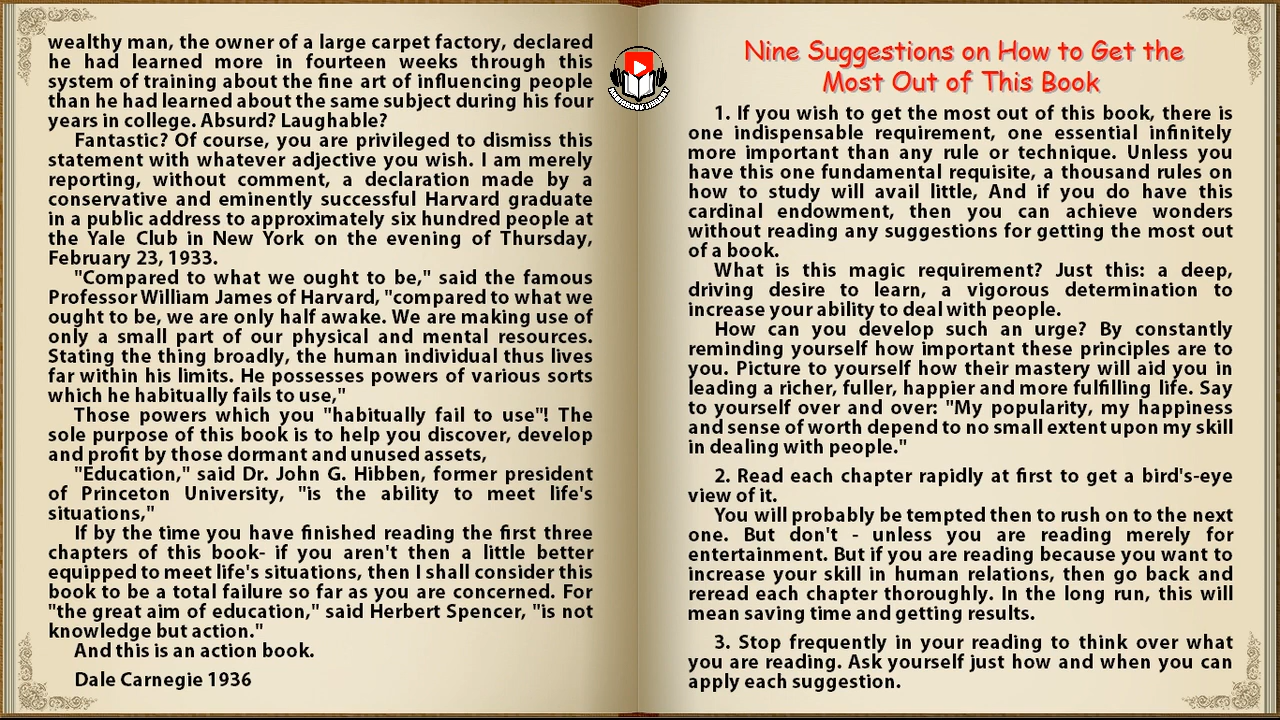 wealthy man, the owner of a large carpet factory, declared
he had learned more in fourteen weeks through this
system of training about the fine art of influencing people
than he had learned about the same subject during his four
years in college. Absurd? Laughable?
Fantastic? Of course, you are privileged to dismiss this
statement with whatever adjective you wish. I am merely
reporting, without comment, a declaration made by a
conservative and eminently successful Harvard graduate
in a public address to approximately six hundred people at
the Yale Club in New York on the evening of Thursday,
February 23, 1933.
"Compared to what we ought to be," said the famous
Professor William James of Harvard, "compared to what we
ought to be, we are only half awake. We are making use of
only a small part of our physical and mental resources.
Stating the thing broadly, the human individual thus lives
far within his limits. He possesses powers of various sorts
which he habitually fails to use,"
Those powers which you "habitually fail to use"! The
sole purpose of this book is to help you discover, develop
and profit by those dormant and unused assets,
"Education," said Dr. John G. Hibben, former president
of Princeton University, "is the ability to meet life's
situations,"
If by the time you have finished reading the first three
chapters of this book- if you aren't then a little better
equipped to meet life's situations, then I shall consider this
book to be a total failure so far as you are concerned. For
"the great aim of education," said Herbert Spencer, "is not
knowledge but action."
And this is an action book.
Dale Carnegie 1936
Nine Suggestions on How to Get the
Most Out of This Book
1. If you wish to get the most out of this book, there is
one indispensable requirement, one essential infinitely
more important than any rule or technique. Unless you
have this one fundamental requisite, a thousand rules on
how to study will avail little, And if you do have this
cardinal endowment, then you can achieve wonders
without reading any suggestions for getting the most out
of a book.
What is this magic requirement? Just this: a deep,
driving desire to learn, a vigorous determination to
increase your ability to deal with people.
How can you develop such an urge? By constantly
reminding yourself how important these principles are to
you. Picture to yourself how their mastery will aid you in
leading a richer, fuller, happier and more fulfilling life. Say
to yourself over and over: "My popularity, my happiness
and sense of worth depend to no small extent upon my skill
in dealing with people."
2. Read each chapter rapidly at first to get a bird's-eye
view of it.
You will probably be tempted then to rush on to the next
one. But don't - unless you are reading merely for
entertainment. But if you are reading because you want to
increase your skill in human relations, then go back and
reread each chapter thoroughly. In the long run, this will
mean saving time and getting results.
3. Stop frequently in your reading to think over what
you are reading. Ask yourself just how and when you can
apply each suggestion.